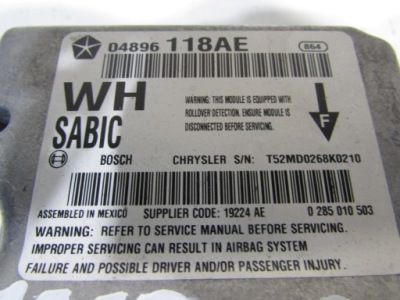 04896 118AE 864
WH
SABIC
WARNING: THIS MODULE IS EQUIPPED WITH
ROLLOVER DETECTION. ENSURE MODULE IS
DISCONNECTED BEFORE SERVICING.
F
BOSCH CHRYSLER S/N: T52MD0268K0210
ASSEMBLED IN MEXICO SUPPLIER CODE: 19224 AE 0 285 010 503
WARNING: REFER TO SERVICE MANUAL BEFORE SERVICING.
IMPROPER SERVICING CAN RESULT IN AIRBAG SYSTEM
FAILURE AND POSSIBLE DRIVER AND/OR PASSENGER INJURY.